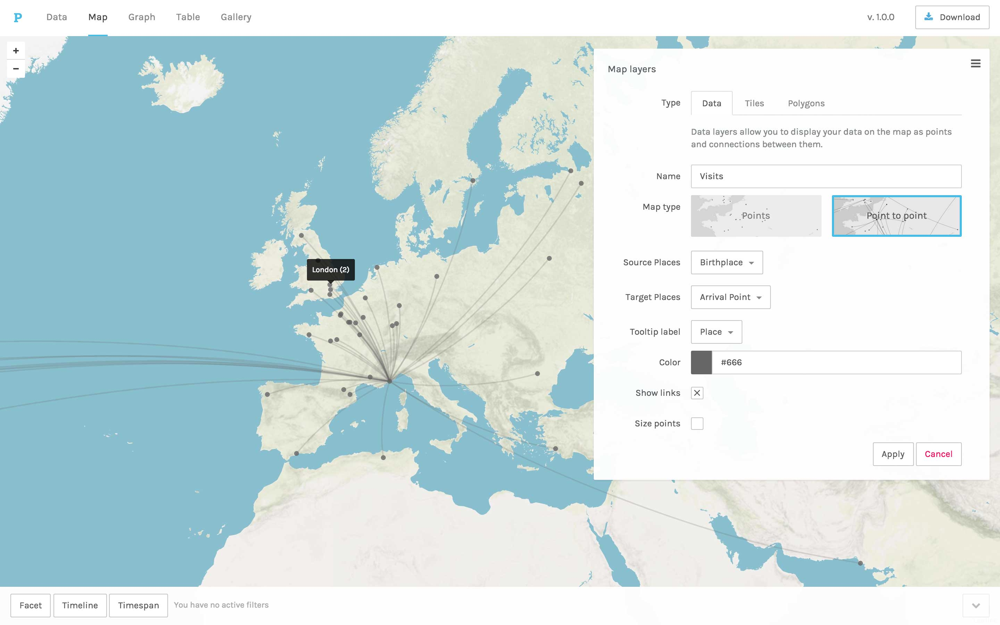 P
Data
Map
Graph
Table
Gallery
v. 1.0.0
Download
+
−
London (2)
Map layers
Type
Data
Tiles
Polygons
Data layers allow you to display your data on the map as points
and connections between them.
Name
Visits
Map type
Points
Point to point
Source Places
Birthplace
Target Places
Arrival Point
Tooltip label
Place
Color
#666
Show links
Size points
Apply
Cancel
Facet
Timeline
Timespan
You have no active filters